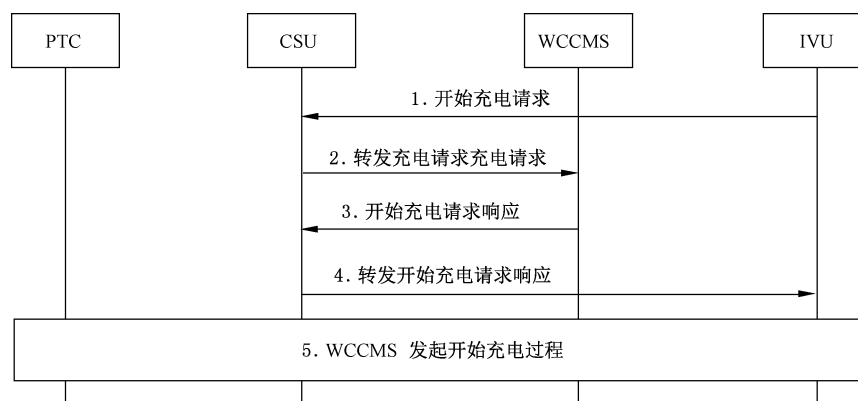 PTC CSU WCCMS IVU
1. 开始充电请求
2. 转发充电请求充电请求
3. 开始充电请求响应
4. 转发开始充电请求响应
5. WCCMS 发起开始充电过程